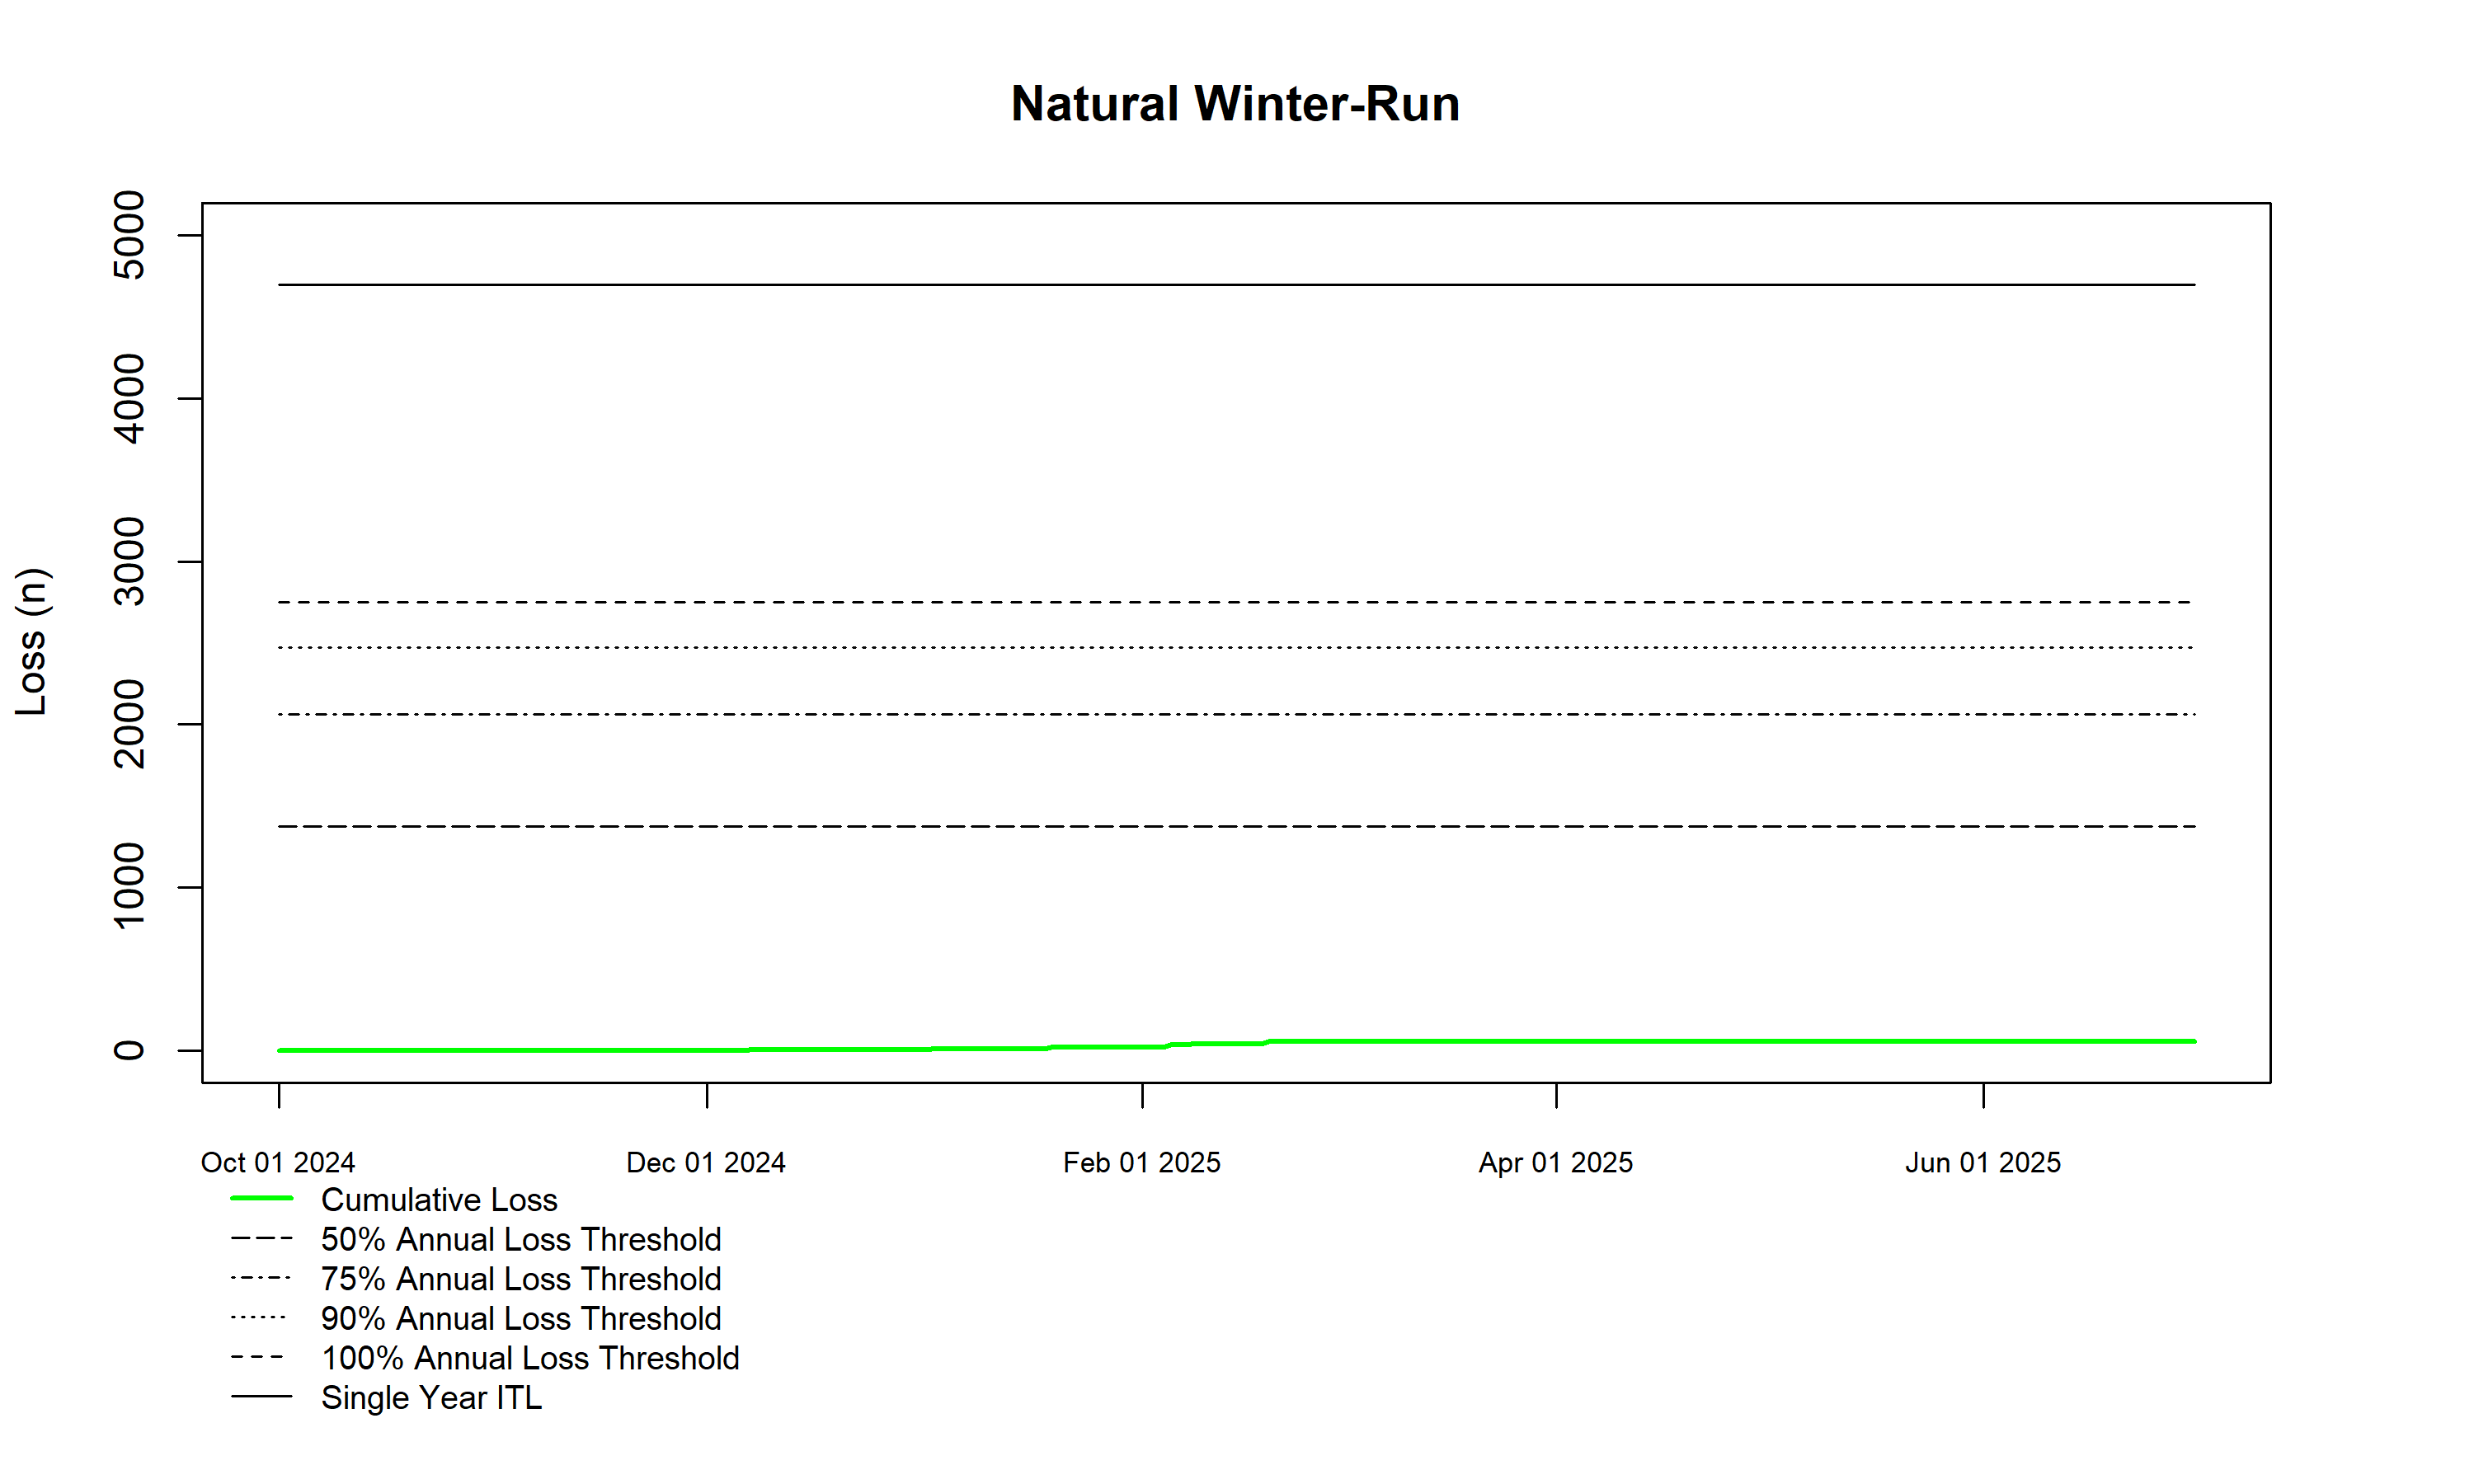 Natural Winter-Run
Loss (n)
5000
4000
3000
2000
1000
0
Oct 01 2024
Dec 01 2024
Feb 01 2025
Apr 01 2025
Jun 01 2025
Cumulative Loss
50% Annual Loss Threshold
75% Annual Loss Threshold
90% Annual Loss Threshold
100% Annual Loss Threshold
Single Year ITL